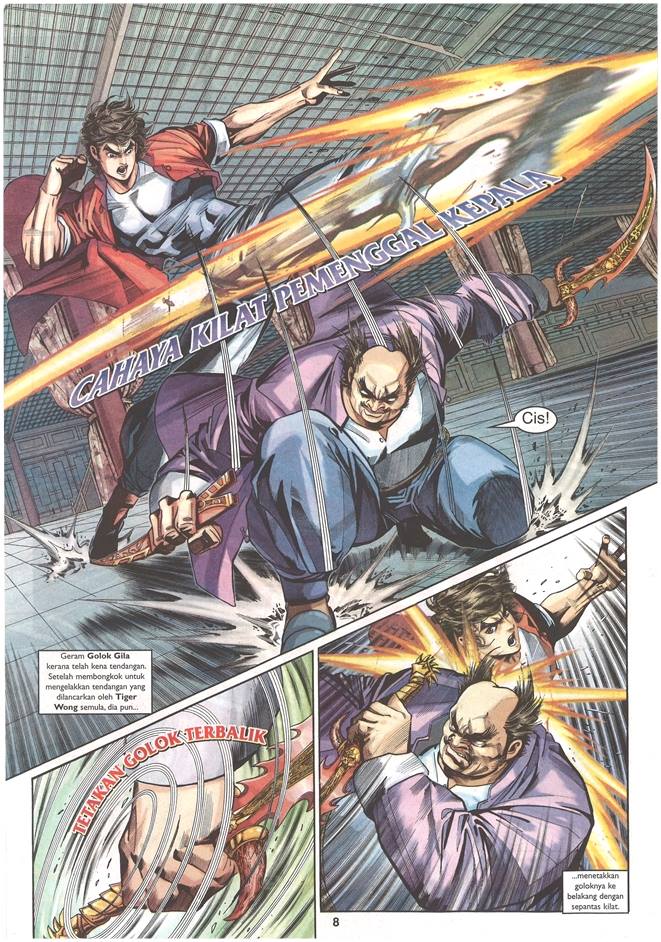 CAHAYA KILAT PEMENGGAL KEPALA
Cis!
Geram Golok Gila
kerana telah kena tendangan.
Setelah membongkok untuk
mengelakkan tendangan yang
dilancarkan oleh Tiger
Wong semula, dia pun...
TETAKAN GOLOK TERBALIK
...menetakkan
goloknya ke
belakang dengan
sepantas kilat.
8